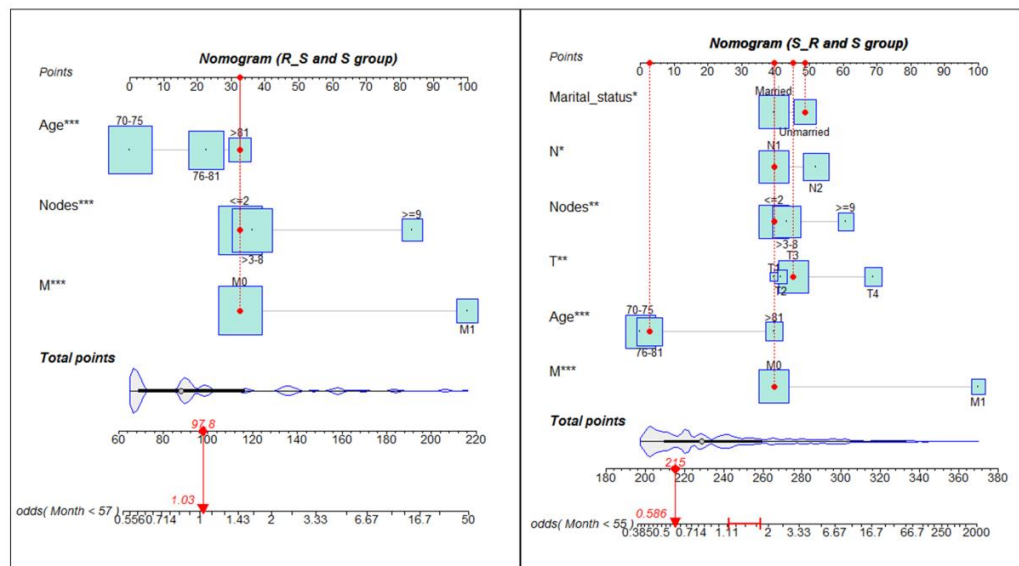 Nomogram (R_S and S group)
Points
0 10 20 30 40 50 60 70 80 90 100
Age***
70-75
>81
76-81
Nodes***
<=2
>=9
>3-8
M***
M0
M1
Total points
97.8
60 80 100 120 140 160 180 200 220
1.03
odds( Month < 57 )
0.5560.714 1 1.43 2 3.33 6.67 16.7 50
Nomogram (S_R and S group)
Points
0 10 20 30 40 50 60 70 80 90 100
Marital_status*
Married
Unmarried
N*
N1
N2
Nodes**
<=2
>=9
>3-8
T**
T3
T1
T2
T4
Age***
70-75
>81
76-81
M***
M0
M1
Total points
215
180 200 220 240 260 280 300 320 340 360 380
0.586
odds( Month < 55 )
0.3850.5 0.714 1.11 2 3.33 6.67 16.7 66.7 250 2000